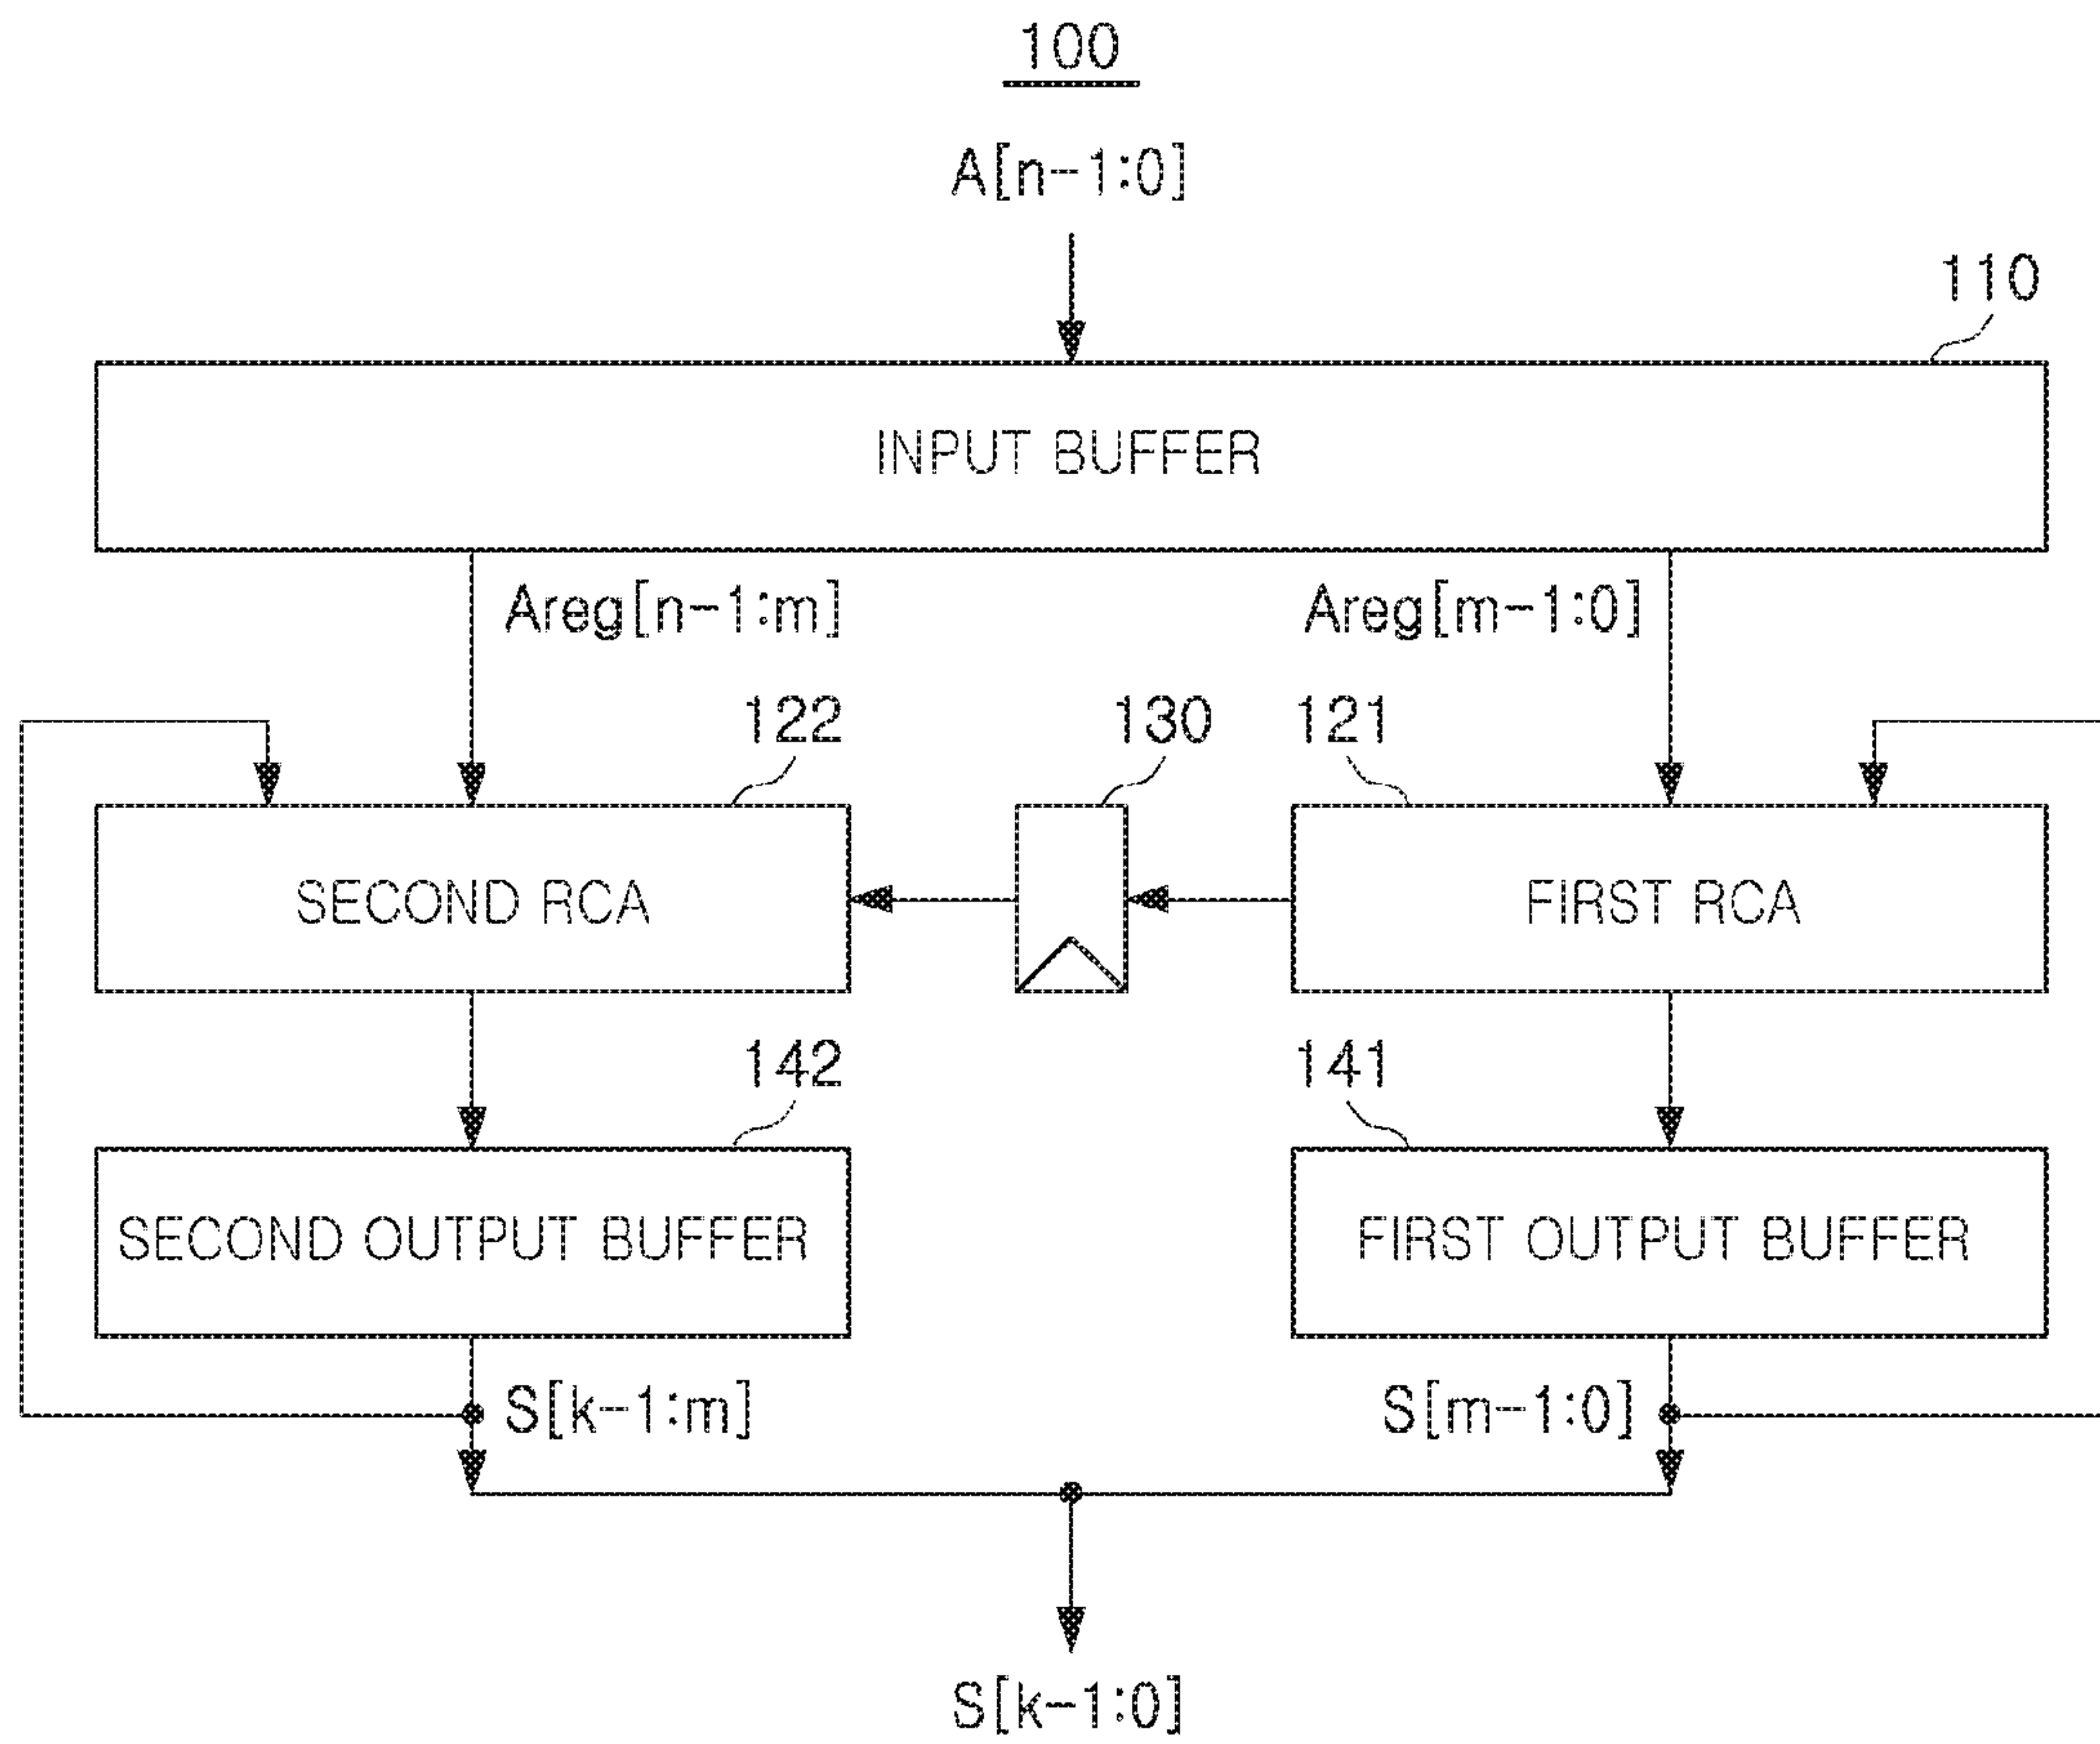 100
A[n-1:0]
110
INPUT BUFFER
Areg[n-1:m]
Areg[m-1:0]
122
130
121
SECOND RCA
FIRST RCA
142
141
SECOND OUTPUT BUFFER
FIRST OUTPUT BUFFER
S[k-1:m]
S[m-1:0]
S[k-1:0]